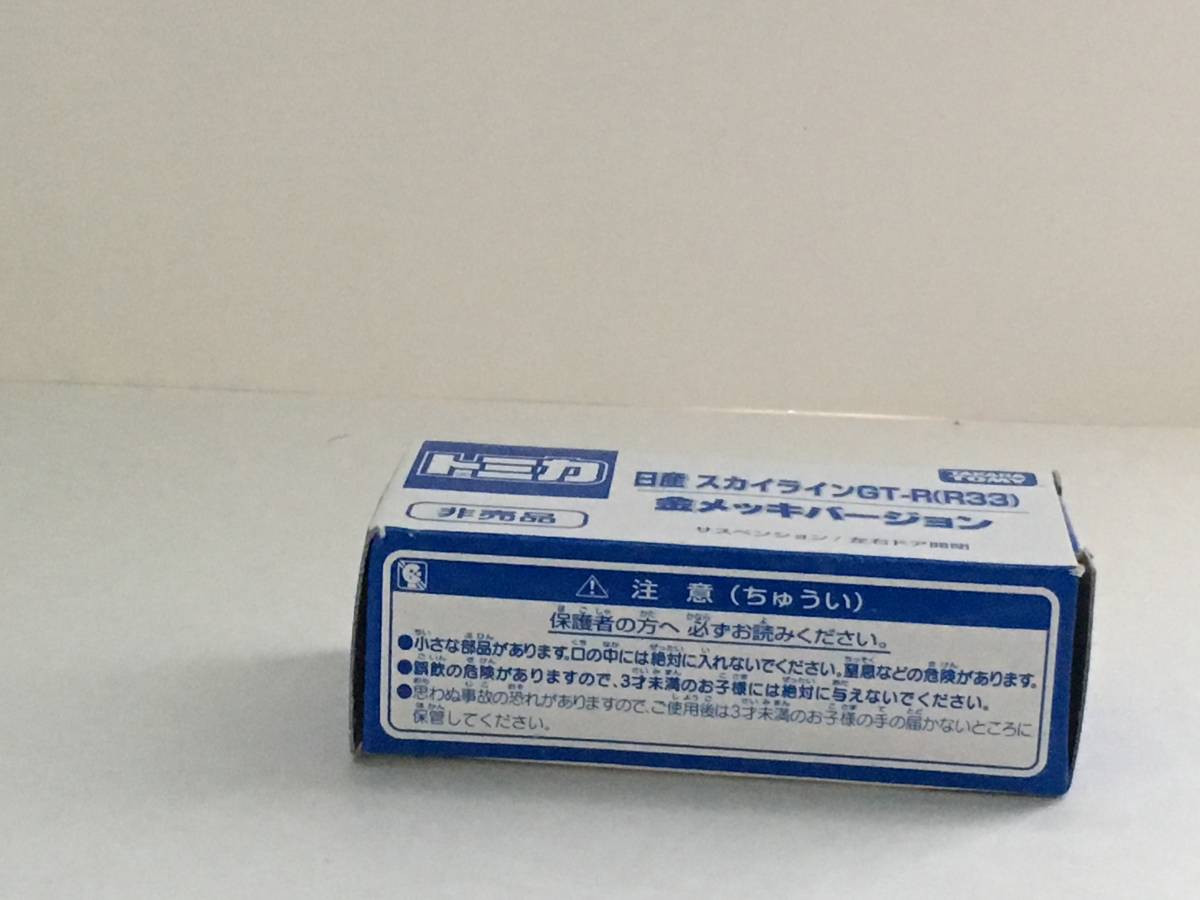 トミカ
非売品
日産 スカイラインGT-R(R33)
金メッキバージョン
サスペンション/左右ドア開閉
TAKARA
TOMY
注意(ちゅうい)
保護者の方へ 必ずお読みください。
●小さな部品があります。口の中には絶対に入れないでください。窒息などの危険があります。
●誤飲の危険がありますので、3才未満のお子様には絶対に与えないでください。
●思わぬ事故の恐れがありますので、ご使用後は3才未満のお子様の手の届かないところに
保管してください。